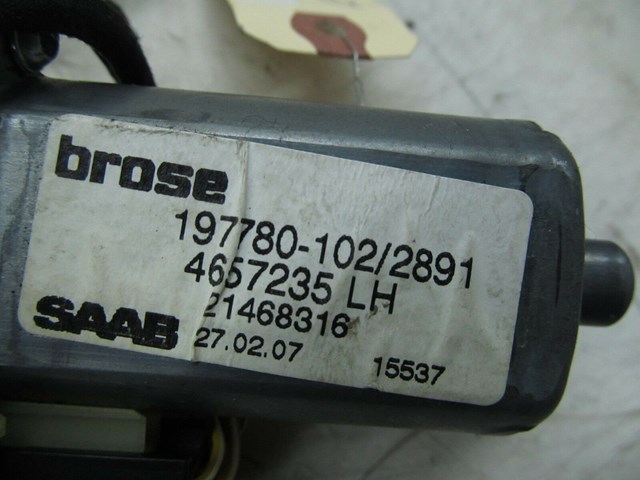 brose
197780-102/2891
4657235 LH
21468316
SAAB
27.02.07 15537